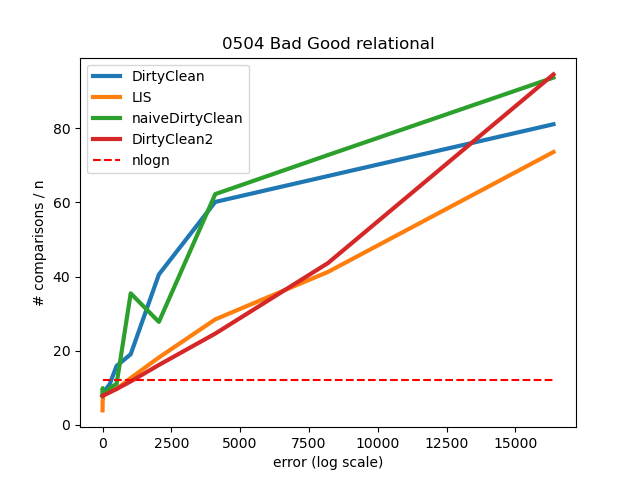 0504 Bad Good relational
DirtyClean
LIS
naiveDirtyClean
DirtyClean2
nlogn
# comparisons / n
80
60
40
20
0
0 2500 5000 7500 10000 12500 15000
error (log scale)